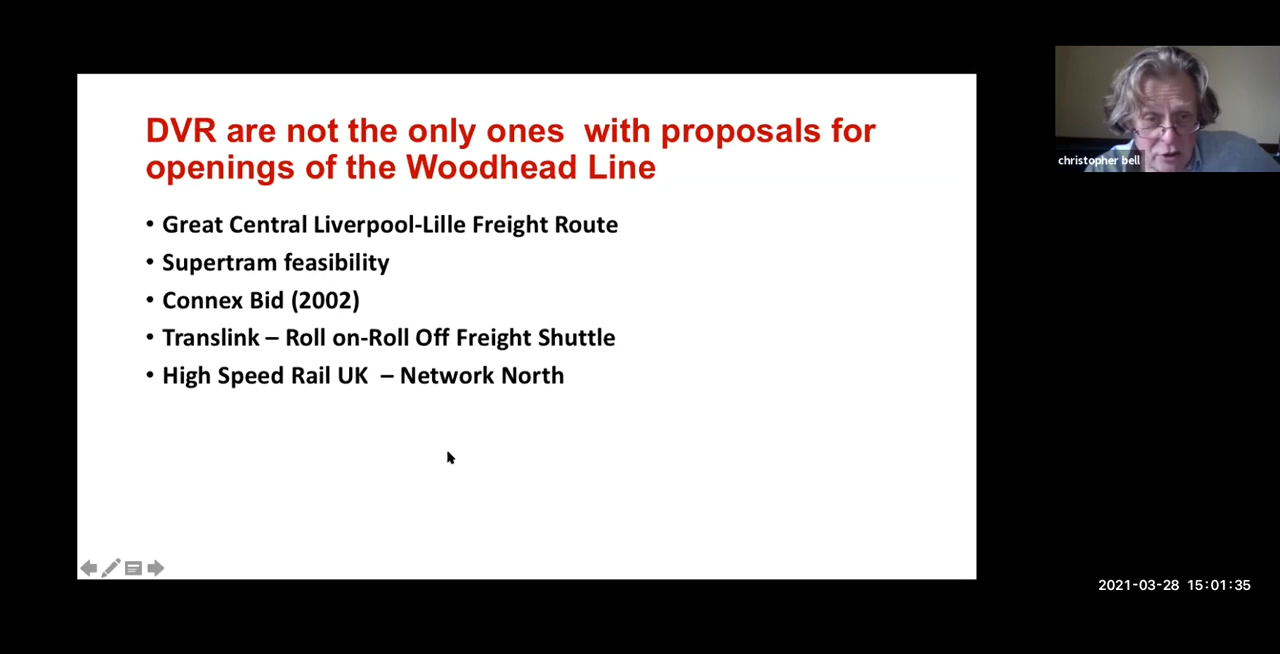 DVR are not the only ones  with proposals for
openings of the Woodhead Line
• Great Central Liverpool-Lille Freight Route
• Supertram feasibility
• Connex Bid (2002)
• Translink – Roll on-Roll Off Freight Shuttle
• High Speed Rail UK  – Network North
christopher bell
2021-03-28 15:01:35